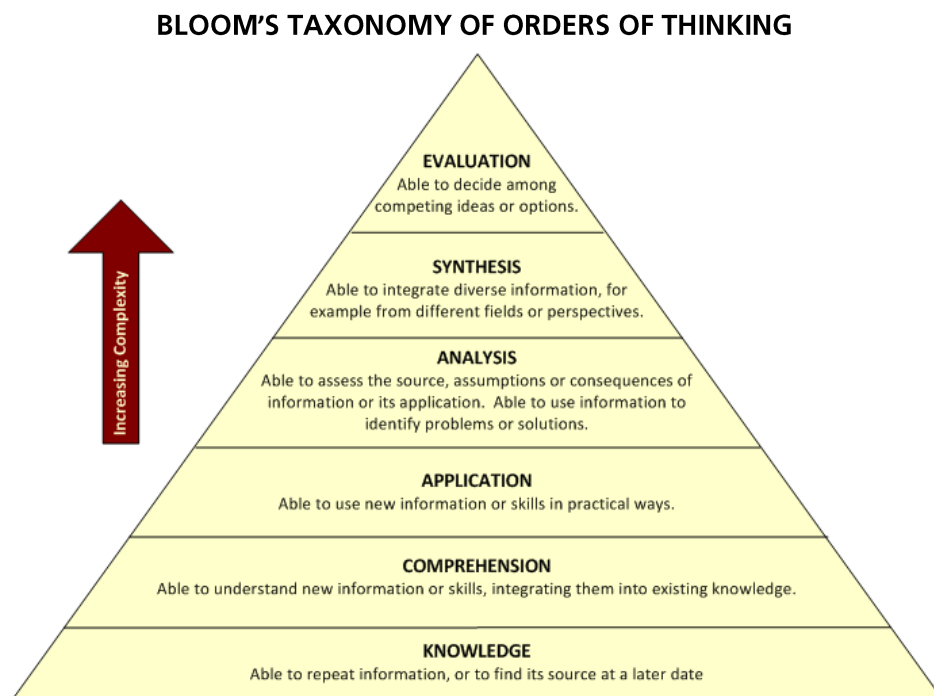 BLOOM’S TAXONOMY OF ORDERS OF THINKING
EVALUATION
Able to decide among
competing ideas or options.
SYNTHESIS
Able to integrate diverse information, for
example from different fields or perspectives.
ANALYSIS
Able to assess the source, assumptions or consequences of
information or its application.  Able to use information to
identify problems or solutions.
APPLICATION
Able to use new information or skills in practical ways.
COMPREHENSION
Able to understand new information or skills, integrating them into existing knowledge.
KNOWLEDGE
Able to repeat information, or to find its source at a later date
Increasing Complexity